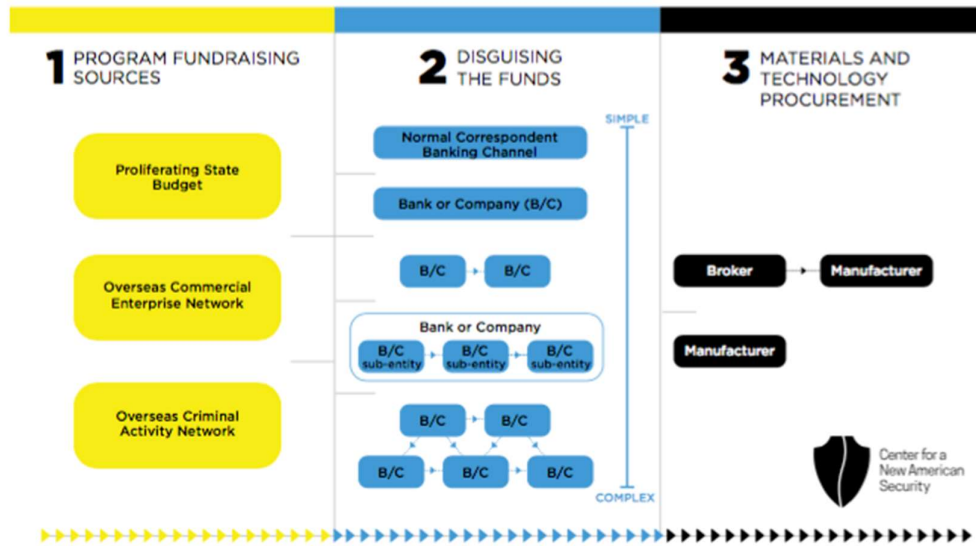 1 PROGRAM FUNDRAISING
SOURCES
Proliferating State
Budget
Overseas Commercial
Enterprise Network
Overseas Criminal
Activity Network
2 DISGUISING
THE FUNDS
SIMPLE
Normal Correspondent
Banking Channel
Bank or Company (B/C)
B/C B/C
Bank or Company
B/C B/C B/C
sub-entity sub-entity sub-entity
B/C B/C
B/C B/C B/C
COMPLEX
3 MATERIALS AND
TECHNOLOGY
PROCUREMENT
Broker Manufacturer
Manufacturer
Center for a
New American
Security